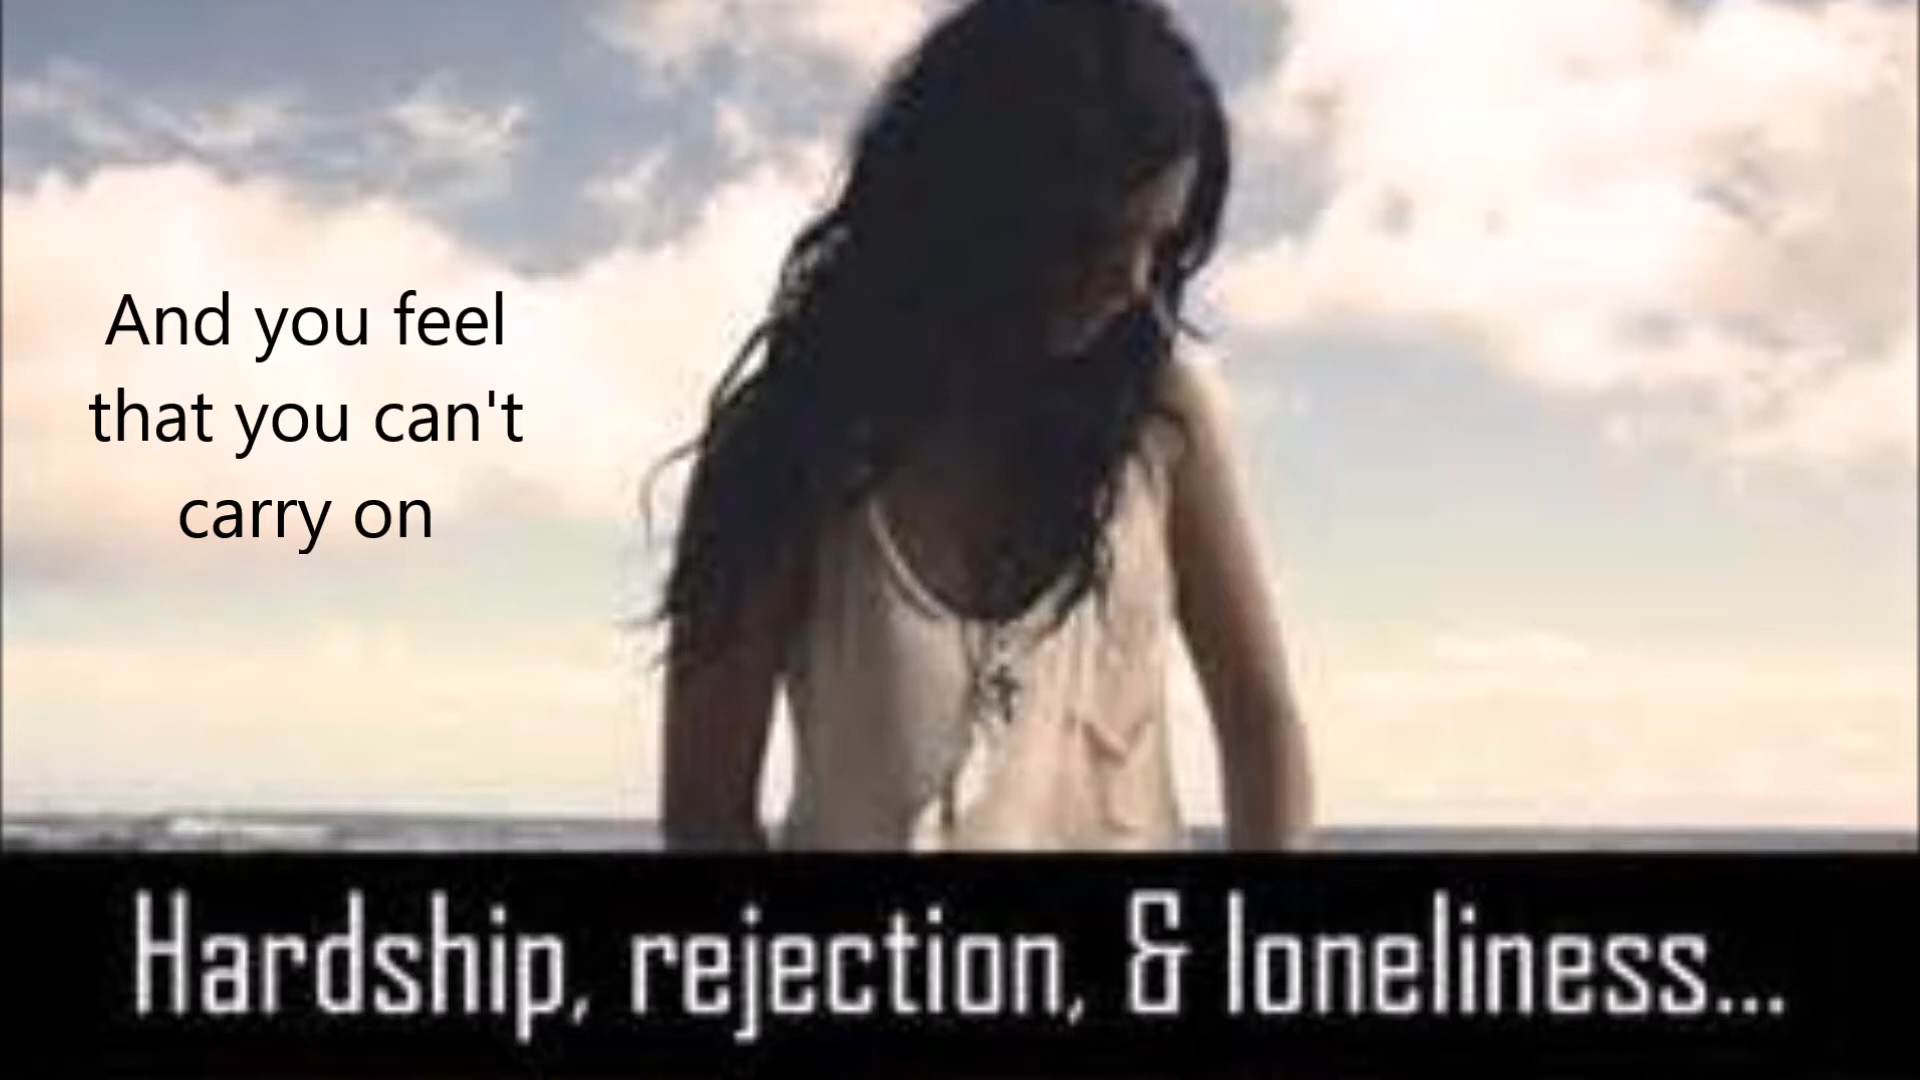 And you feel
that you can't
carry on
Hardship, rejection, & loneliness...